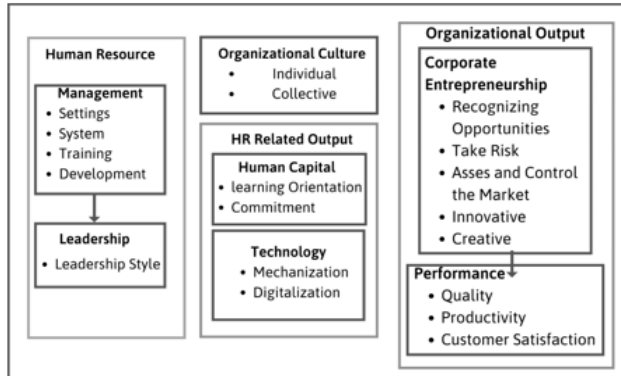 Human Resource
Management
• Settings
• System
• Training
• Development
Leadership
• Leadership Style
Organizational Culture
• Individual
• Collective
HR Related Output
Human Capital
• learning Orientation
• Commitment
Technology
• Mechanization
• Digitalization
Organizational Output
Corporate
Entrepreneurship
• Recognizing
Opportunities
• Take Risk
• Asses and Control
the Market
• Innovative
• Creative
Performance
• Quality
• Productivity
• Customer Satisfaction